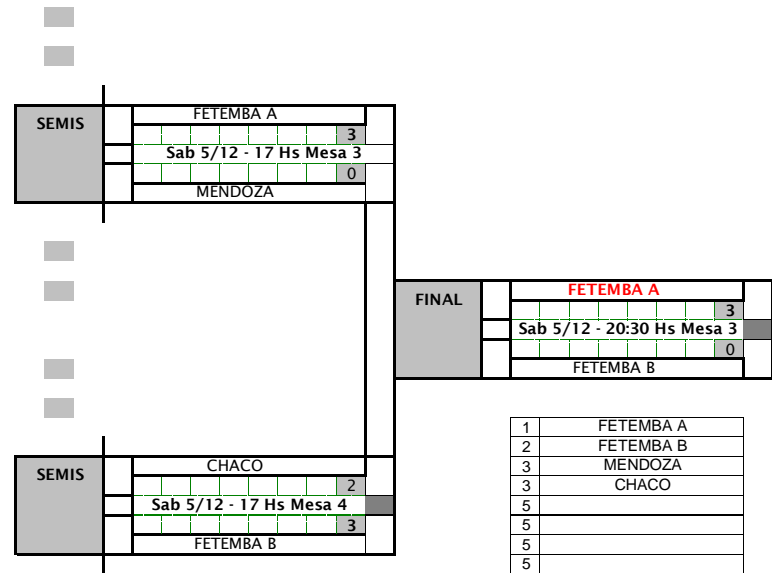 SEMIS
FETEMBA A
3
Sab 5/12 - 17 Hs Mesa 3
0
MENDOZA
FINAL
FETEMBA A
3
Sab 5/12 - 20:30 Hs Mesa 3
0
FETEMBA B
SEMIS
CHACO
2
Sab 5/12 - 17 Hs Mesa 4
3
FETEMBA B
1 FETEMBA A
2 FETEMBA B
3 MENDOZA
3 CHACO
5
5
5
5